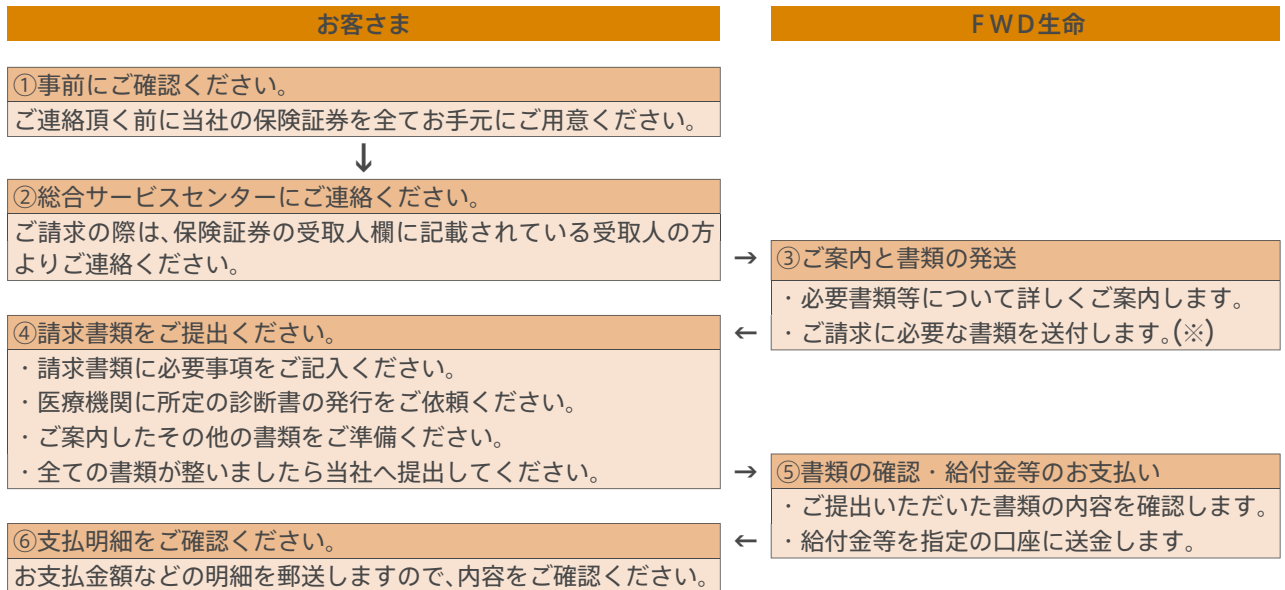 お客さま
ＦＷＤ生命
①事前にご確認ください。
ご連絡頂く前に当社の保険証券を全てお手元にご用意ください。
↓
②総合サービスセンターにご連絡ください。
ご請求の際は、保険証券の受取人欄に記載されている受取人の方
よりご連絡ください。
→
③ご案内と書類の発送
・必要書類等について詳しくご案内します。
・ご請求に必要な書類を送付します。(※)
←
④請求書類をご提出ください。
・請求書類に必要事項をご記入ください。
・医療機関に所定の診断書の発行をご依頼ください。
・ご案内したその他の書類をご準備ください。
・全ての書類が整いましたら当社へ提出してください。
→
⑤書類の確認・給付金等のお支払い
・ご提出いただいた書類の内容を確認します。
・給付金等を指定の口座に送金します。
←
⑥支払明細をご確認ください。
お支払金額などの明細を郵送しますので、内容をご確認ください。